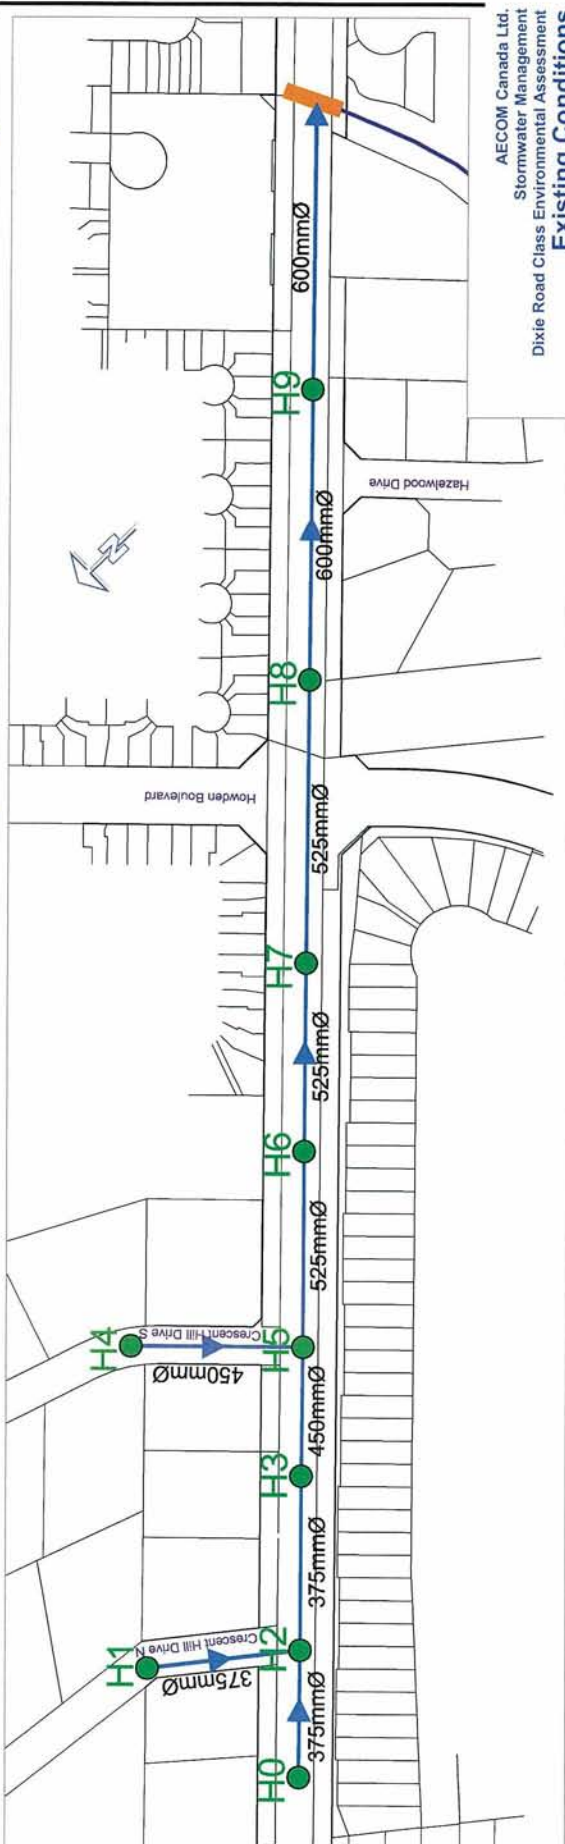 AECOM Canada Ltd.
Stormwater Management
Dixie Road Class Environmental Assessment
Existing Conditions
H0
375mmØ
H1
375mmØ
Crescent Hill Drive N
H2
375mmØ
H3
450mmØ
H4
450mmØ
Crescent Hill Drive S
H5
525mmØ
H6
525mmØ
H7
525mmØ
Howden Boulevard
H8
600mmØ
Hazelwood Drive
H9
600mmØ
N